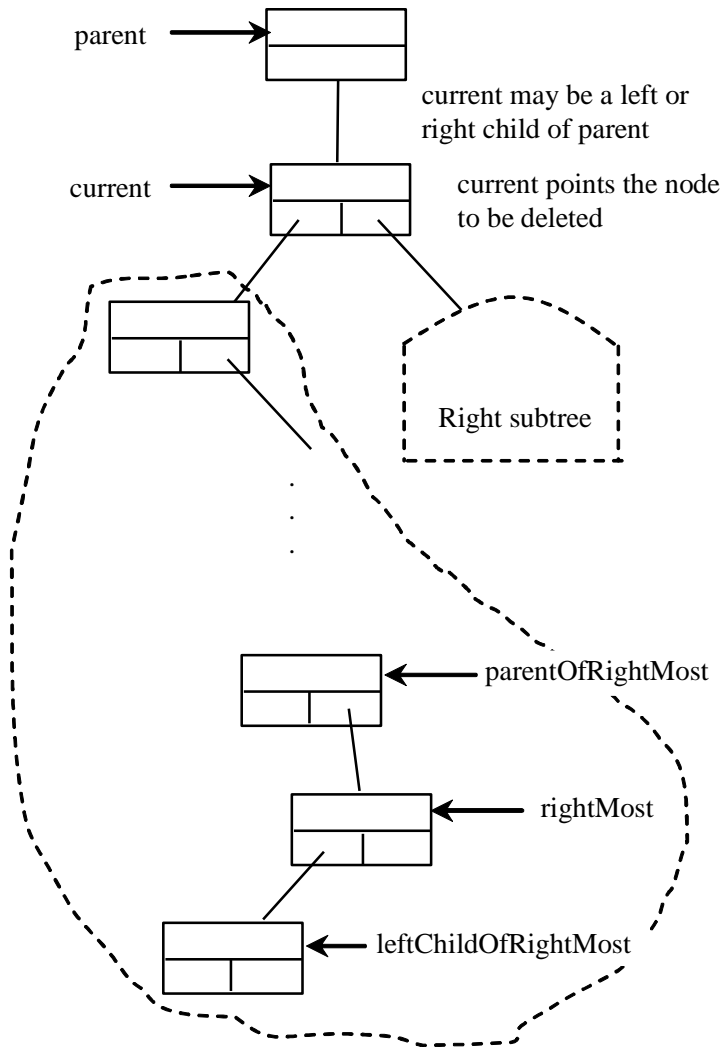 parent
current may be a left or
right child of parent
current
current points the node
to be deleted
Right subtree
.
.
.
parentOfRightMost
rightMost
leftChildOfRightMost